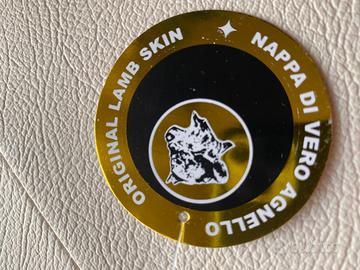 ORIGINAL LAMB SKIN
NAPPA DI VERO AGNELLO